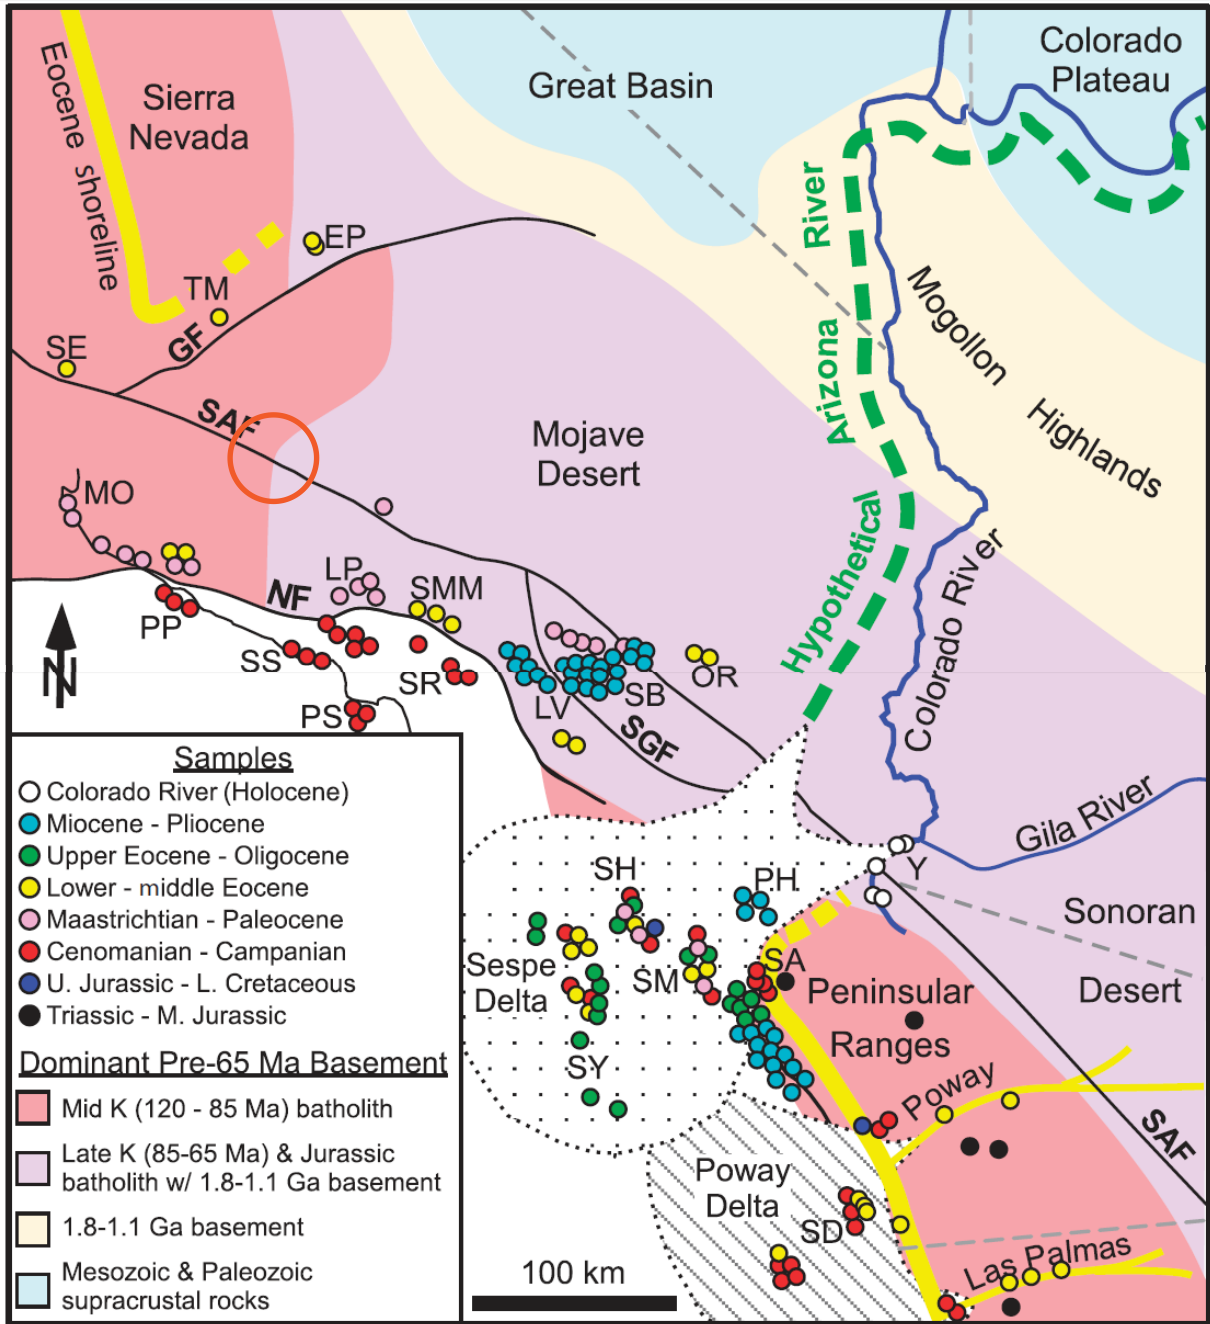 Eocene shoreline
Sierra
Nevada
Great Basin
Colorado
Plateau
EP
TM
GF
SE
SAF
River
Arizona
Hypothetical
Mogollon
Highlands
Mojave
Desert
MO
LP
NF
SMM
PP
SS
SR
PS
LV
SB
OR
SGF
Colorado River
Gila River
Y
N
Samples
Colorado River (Holocene)
Miocene - Pliocene
Upper Eocene - Oligocene
Lower - middle Eocene
Maastrichtian - Paleocene
Cenomanian - Campanian
U. Jurassic - L. Cretaceous
Triassic - M. Jurassic
Dominant Pre-65 Ma Basement
Mid K (120 - 85 Ma) batholith
Late K (85-65 Ma) & Jurassic
batholith w/ 1.8-1.1 Ga basement
1.8-1.1 Ga basement
Mesozoic & Paleozoic
supracrustal rocks
SH
PH
Sespe
Delta
SM
SA
SY
Peninsular
Ranges
Sonoran
Desert
Poway
SAF
Poway
Delta
SD
Las Palmas
100 km